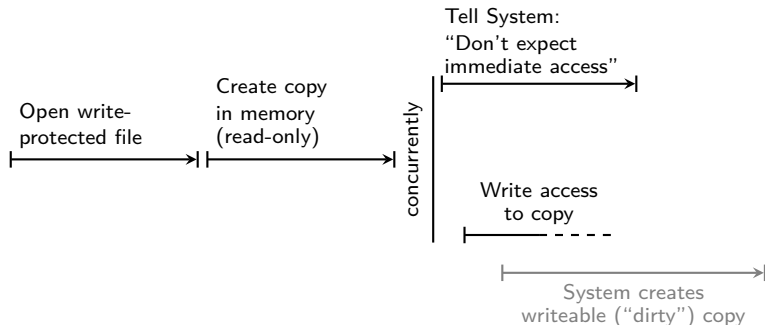 Tell System:
“Don't expect
immediate access”
Create copy
in memory
(read-only)
Open write-
protected file
concurrently
Write access
to copy
System creates
writeable (“dirty”) copy